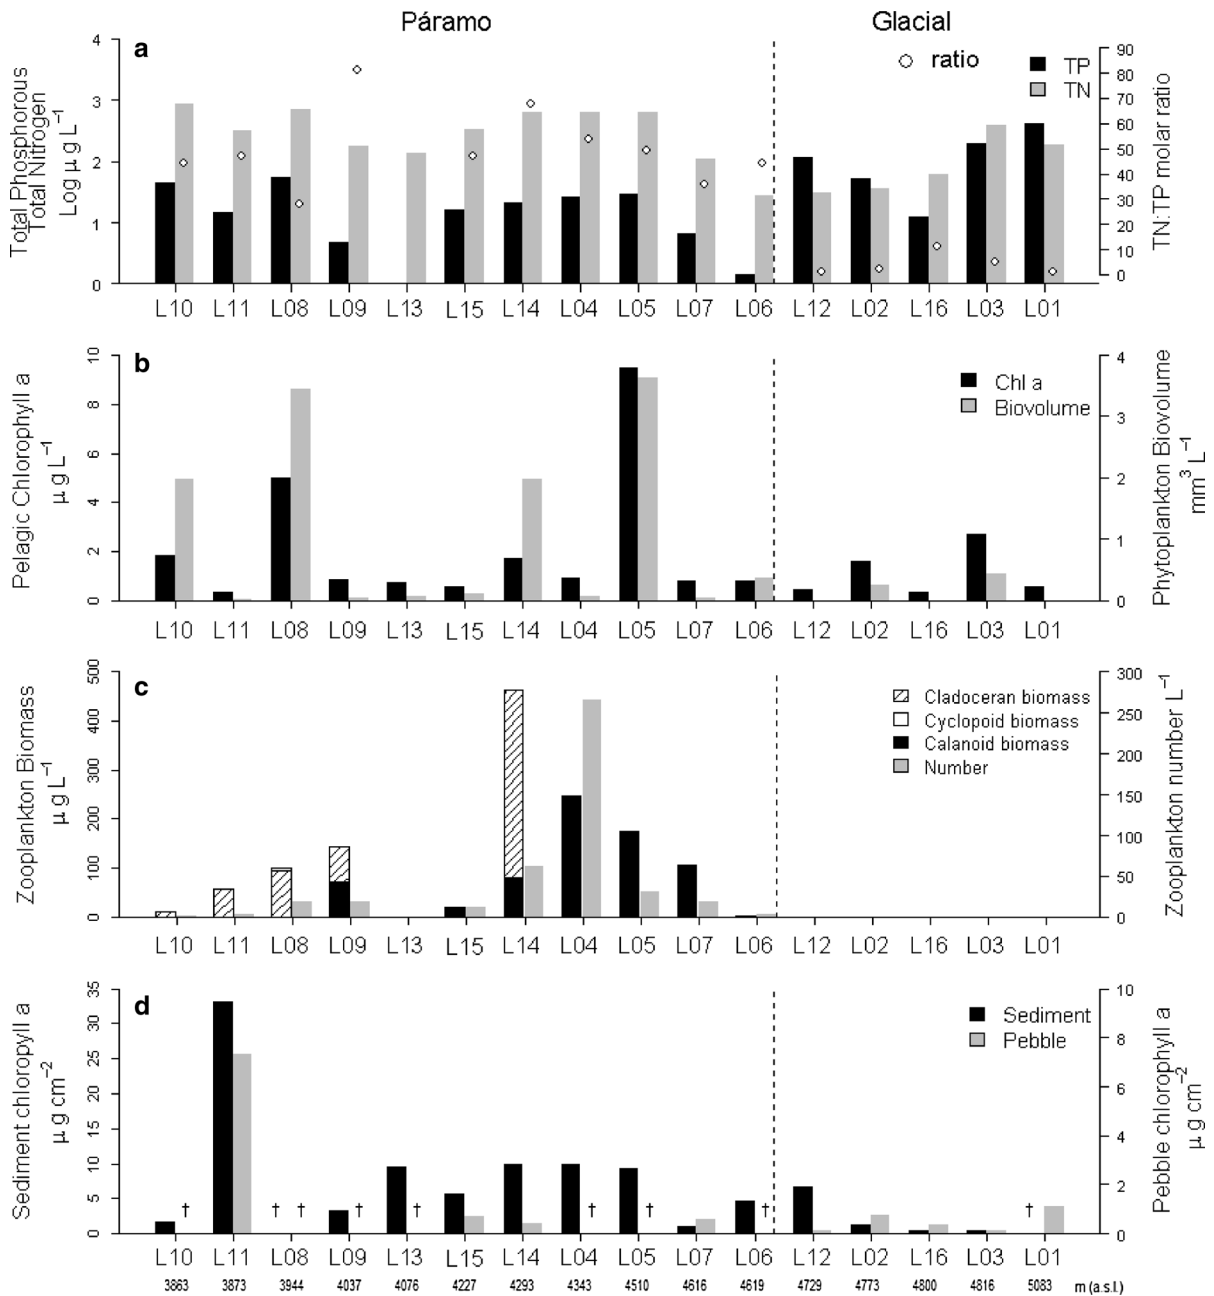 Páramo Glacial
a
ratio
TP
TN
Total Phosphorous
Total Nitrogen
Log µ g L⁻¹
4
3
2
1
0
90
80
70
60
50
40
30
20
10
0
TN:TP molar ratio
L10 L11 L08 L09 L13 L15 L14 L04 L05 L07 L06 L12 L02 L16 L03 L01
b
Chl a
Biovolume
Pelagic Chlorophyll a
µ g L⁻¹
10
8
6
4
2
0
4
3
2
1
0
Phytoplankton Biovolume
mm³ L⁻¹
L10 L11 L08 L09 L13 L15 L14 L04 L05 L07 L06 L12 L02 L16 L03 L01
c
Cladoceran biomass
Cyclopoid biomass
Calanoid biomass
Number
Zooplankton Biomass
µ g L⁻¹
500
400
300
200
100
0
300
250
200
150
100
50
0
Zooplankton number L⁻¹
L10 L11 L08 L09 L13 L15 L14 L04 L05 L07 L06 L12 L02 L16 L03 L01
d
Sediment
Pebble
Sediment chloropyll a
µ g cm⁻²
35
30
25
20
15
10
5
0
10
8
6
4
2
0
Pebble chlorophyll a
µ g cm⁻²
† † † † † † † † †
L10 L11 L08 L09 L13 L15 L14 L04 L05 L07 L06 L12 L02 L16 L03 L01
3863 3873 3944 4037 4076 4227 4293 4343 4510 4616 4619 4729 4773 4800 4816 5083 m (a.s.l.)